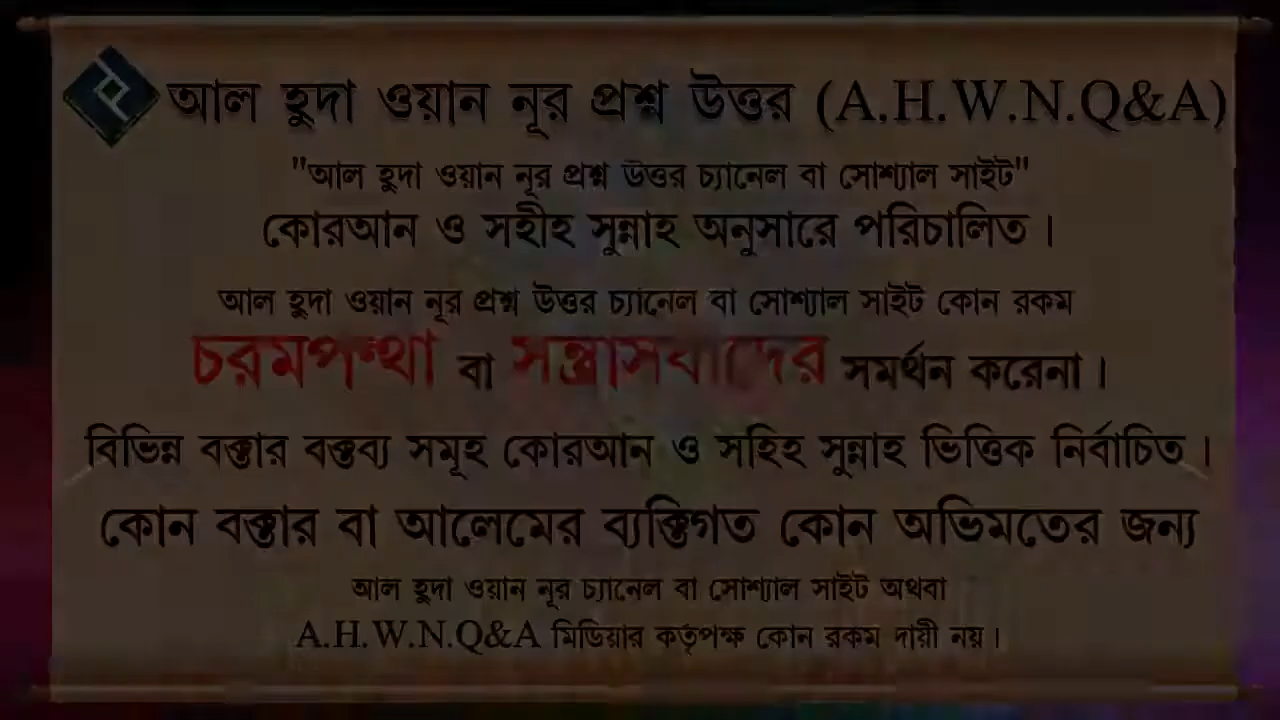 আল হুদা ওয়ান নূর প্রশ্ন উত্তর (A.H.W.N.Q&A)
"আল হুদা ওয়ান নূর প্রশ্ন উত্তর চ্যানেল বা সোশ্যাল সাইট"
কোরআন ও সহীহ সুন্নাহ অনুসারে পরিচালিত।
আল হুদা ওয়ান নূর প্রশ্ন উত্তর চ্যানেল বা সোশ্যাল সাইট কোন রকম
চরমপন্থা বা সন্ত্রাসবাদের সমর্থন করেনা।
বিভিন্ন বক্তার বক্তব্য সমূহ কোরআন ও সহিহ সুন্নাহ ভিত্তিক নির্বাচিত।
কোন বক্তার বা আলেমের ব্যক্তিগত কোন অভিমতের জন্য
আল হুদা ওয়ান নূর চ্যানেল বা সোশ্যাল সাইট অথবা
A.H.W.N.Q&A মিডিয়ার কর্তৃপক্ষ কোন রকম দায়ী নয়।